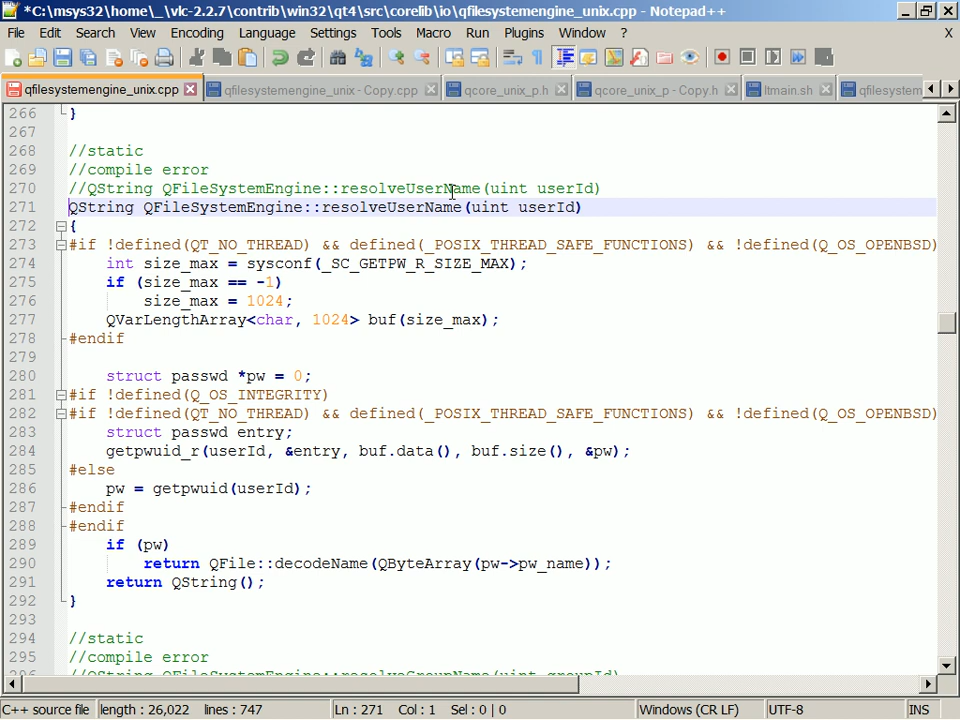 *C:\msys32\home\_\vlc-2.2.7\contrib\win32\qt4\src\corelib\io\qfilesystemengine_unix.cpp - Notepad++
File Edit Search View Encoding Language Settings Tools Macro Run Plugins Window ? X
qfilesystemengine_unix.cpp qfilesystemengine_unix - Copy.cpp qcore_unix_p.h qcore_unix_p - Copy.h ltmain.sh qfilesystem
266 }
267
268 //static
269 //compile error
270 //QString QFileSystemEngine::resolveUserName(uint userId)
271 QString QFileSystemEngine::resolveUserName(uint userId)
272 {
273 #if !defined(QT_NO_THREAD) && defined(_POSIX_THREAD_SAFE_FUNCTIONS) && !defined(Q_OS_OPENBSD)
274 int size_max = sysconf(_SC_GETPW_R_SIZE_MAX);
275 if (size_max == -1)
276 size_max = 1024;
277 QVarLengthArray<char, 1024> buf(size_max);
278 #endif
279
280 struct passwd *pw = 0;
281 #if !defined(Q_OS_INTEGRITY)
282 #if !defined(QT_NO_THREAD) && defined(_POSIX_THREAD_SAFE_FUNCTIONS) && !defined(Q_OS_OPENBSD)
283 struct passwd entry;
284 getpwuid_r(userId, &entry, buf.data(), buf.size(), &pw);
285 #else
286 pw = getpwuid(userId);
287 #endif
288 #endif
289 if (pw)
290 return QFile::decodeName(QByteArray(pw->pw_name));
291 return QString();
292 }
293
294 //static
295 //compile error
296 //QString QFileSystemEngine::resolveGroupName(uint groupId)
C++ source file length : 26,022 lines : 747 Ln : 271 Col : 1 Sel : 0 | 0 Windows (CR LF) UTF-8 INS